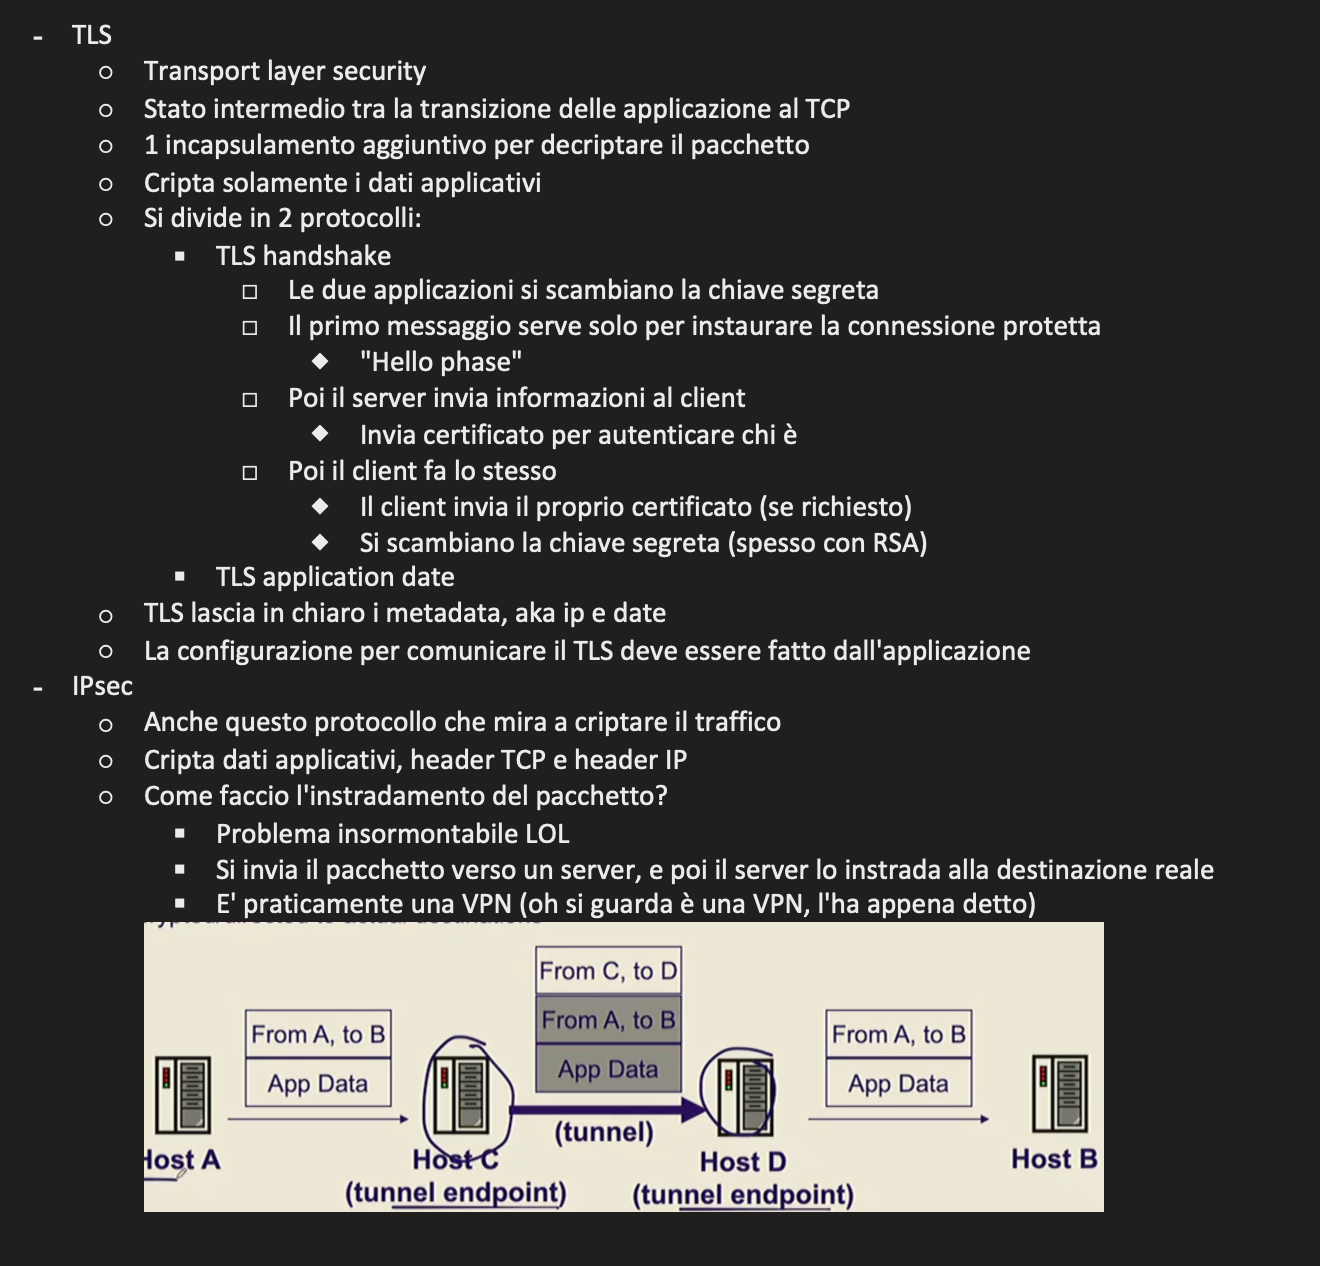 - TLS
○ Transport layer security
○ Stato intermedio tra la transizione delle applicazione al TCP
○ 1 incapsulamento aggiuntivo per decriptare il pacchetto
○ Cripta solamente i dati applicativi
○ Si divide in 2 protocolli:
▪ TLS handshake
□ Le due applicazioni si scambiano la chiave segreta
□ Il primo messaggio serve solo per instaurare la connessione protetta
◆ "Hello phase"
□ Poi il server invia informazioni al client
◆ Invia certificato per autenticare chi è
□ Poi il client fa lo stesso
◆ Il client invia il proprio certificato (se richiesto)
◆ Si scambiano la chiave segreta (spesso con RSA)
▪ TLS application date
○ TLS lascia in chiaro i metadata, aka ip e date
○ La configurazione per comunicare il TLS deve essere fatto dall'applicazione
- IPsec
○ Anche questo protocollo che mira a criptare il traffico
○ Cripta dati applicativi, header TCP e header IP
○ Come faccio l'instradamento del pacchetto?
▪ Problema insormontabile LOL
▪ Si invia il pacchetto verso un server, e poi il server lo instrada alla destinazione reale
▪ E' praticamente una VPN (oh si guarda è una VPN, l'ha appena detto)
From A, to B
App Data
From C, to D
From A, to B
App Data
From A, to B
App Data
(tunnel)
Host A
Host C
(tunnel endpoint)
Host D
(tunnel endpoint)
Host B